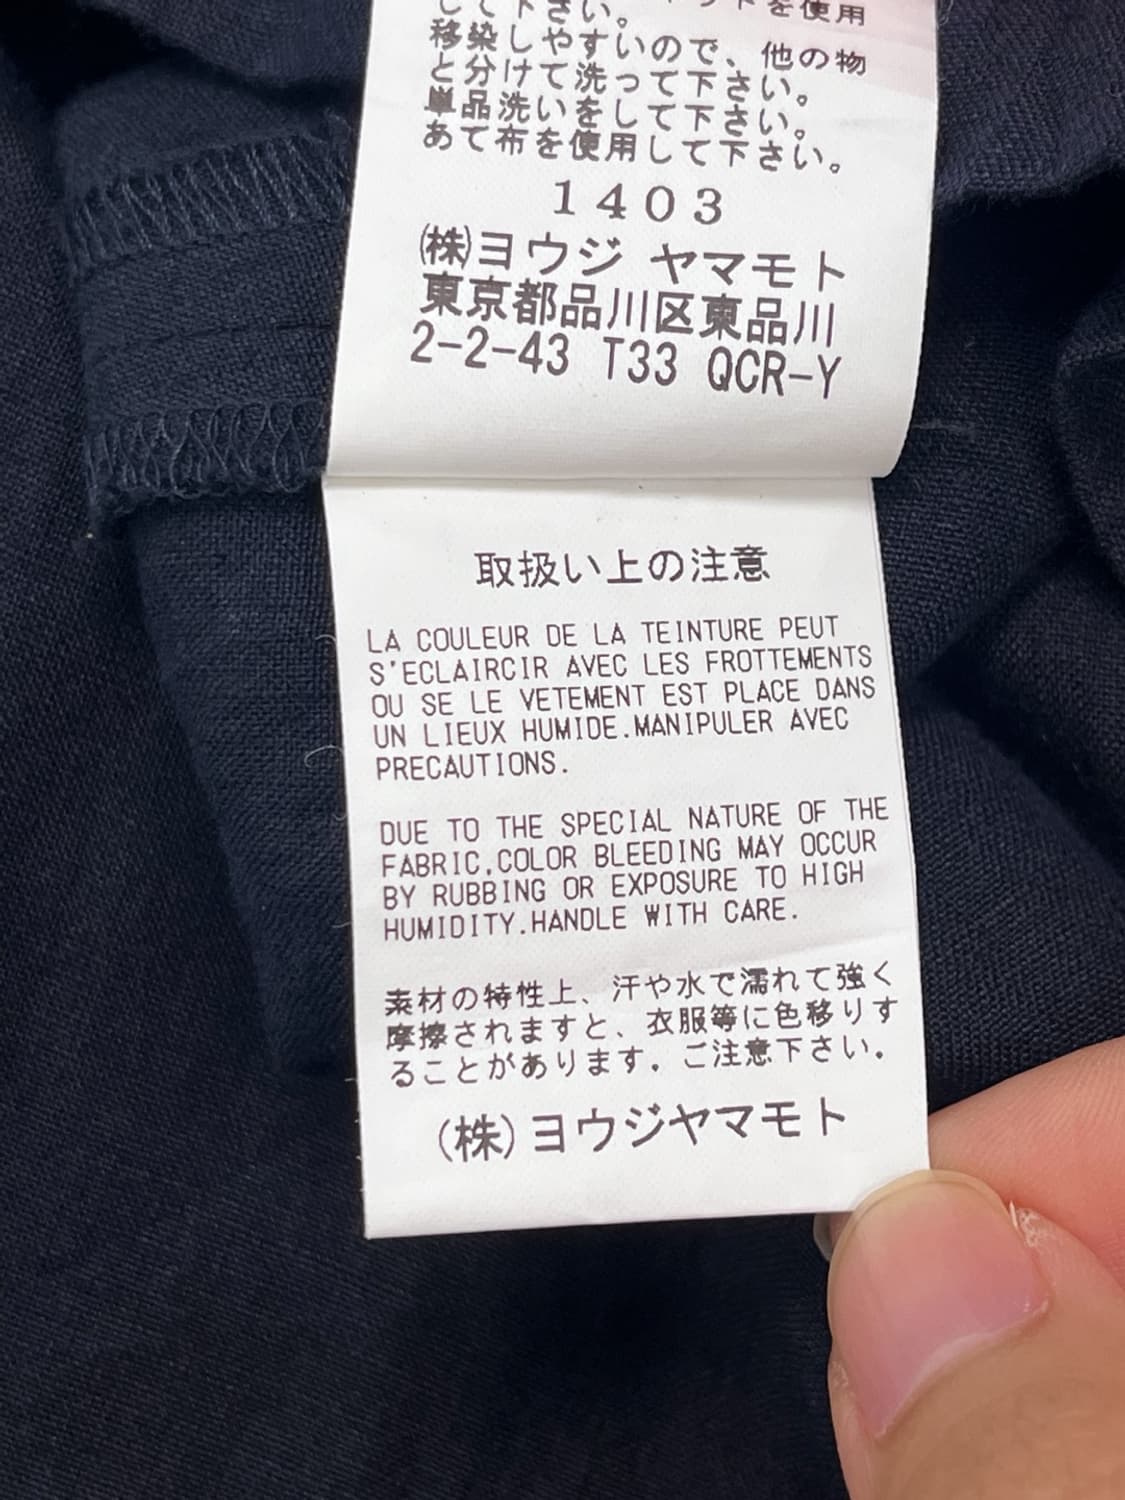 して下さい。 を使用
移染しやすいので、他の物
と分けて洗って下さい。
単品洗いをして下さい。
あて布を使用して下さい。
1403
㈱ヨウジ ヤマモト
東京都品川区東品川
2-2-43 T33 QCR-Y
取扱い上の注意
LA COULEUR DE LA TEINTURE PEUT
S'ECLAIRCIR AVEC LES FROTTEMENTS
OU SE LE VETEMENT EST PLACE DANS
UN LIEUX HUMIDE.MANIPULER AVEC
PRECAUTIONS.
DUE TO THE SPECIAL NATURE OF THE
FABRIC,COLOR BLEEDING MAY OCCUR
BY RUBBING OR EXPOSURE TO HIGH
HUMIDITY.HANDLE WITH CARE.
素材の特性上、汗や水で濡れて強く
摩擦されますと、衣服等に色移りす
ることがあります。ご注意下さい。
(株)ヨウジヤマモト